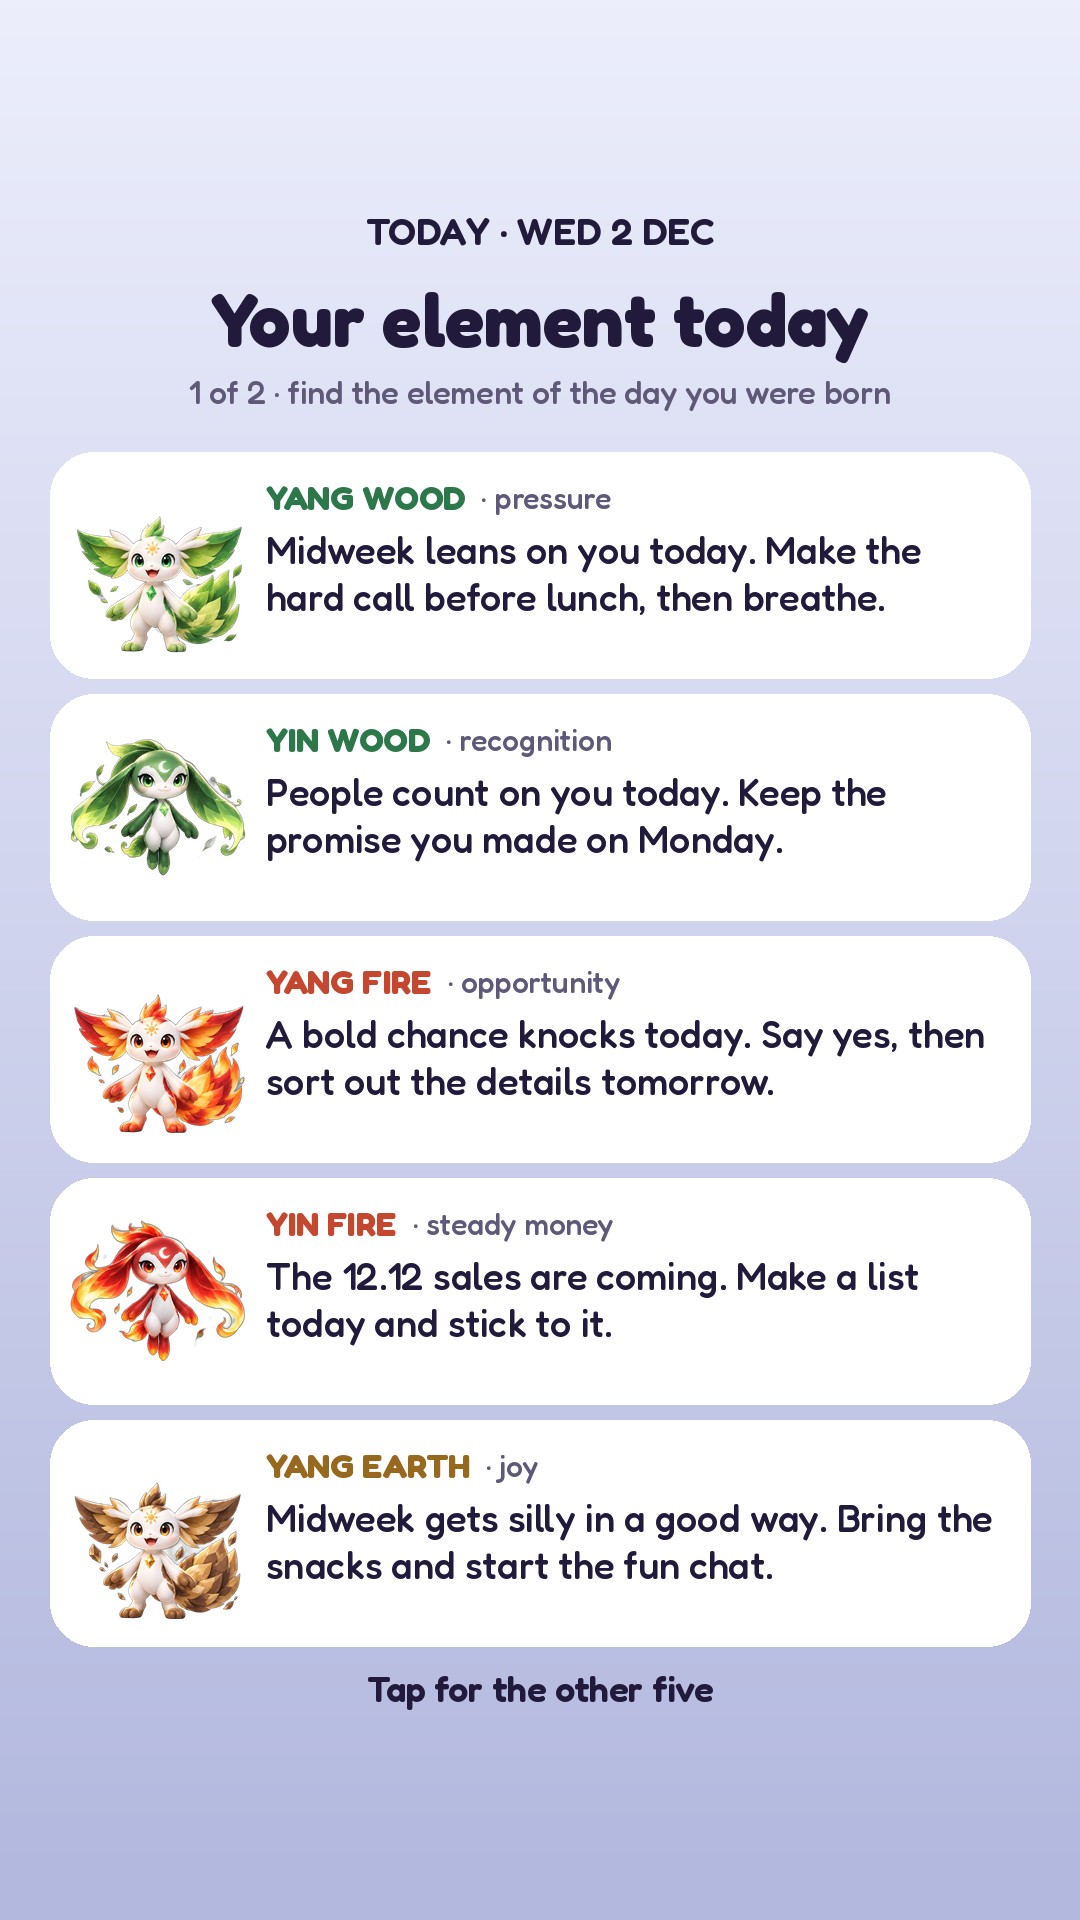 TODAY · WED 2 DEC
Your element today
1 of 2 · find the element of the day you were born
YANG WOOD · pressure
Midweek leans on you today. Make the
hard call before lunch, then breathe.
YIN WOOD · recognition
People count on you today. Keep the
promise you made on Monday.
YANG FIRE · opportunity
A bold chance knocks today. Say yes, then
sort out the details tomorrow.
YIN FIRE · steady money
The 12.12 sales are coming. Make a list
today and stick to it.
YANG EARTH · joy
Midweek gets silly in a good way. Bring the
snacks and start the fun chat.
Tap for the other five